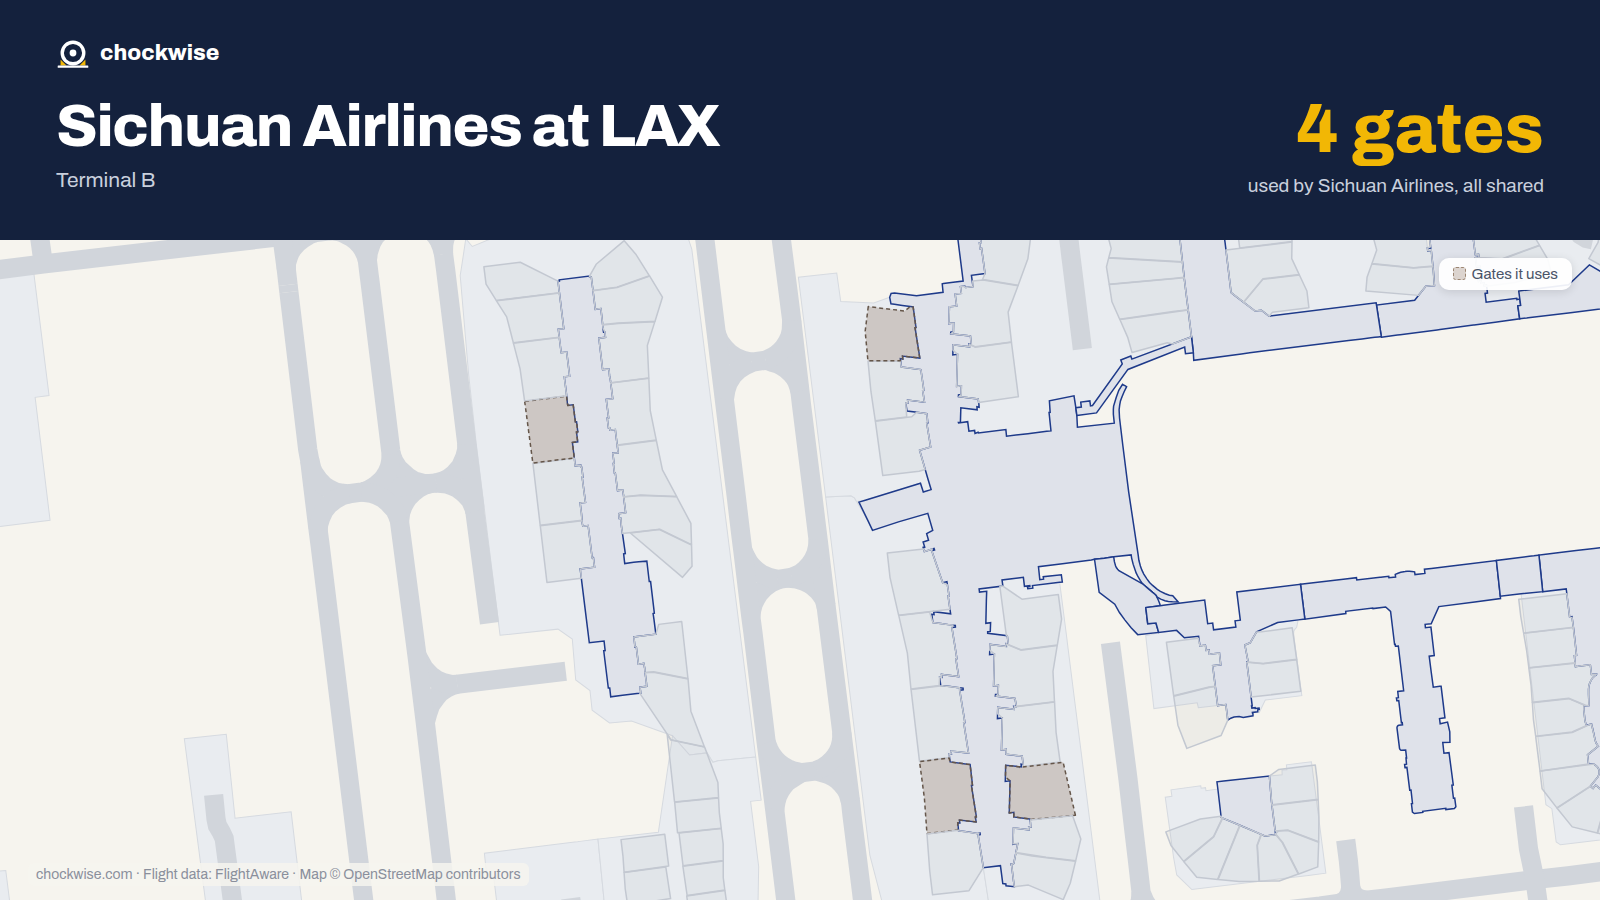 chockwise
Sichuan Airlines at LAX
Terminal B
4 gates
used by Sichuan Airlines, all shared
Gates it uses
chockwise.com · Flight data: FlightAware · Map © OpenStreetMap contributors